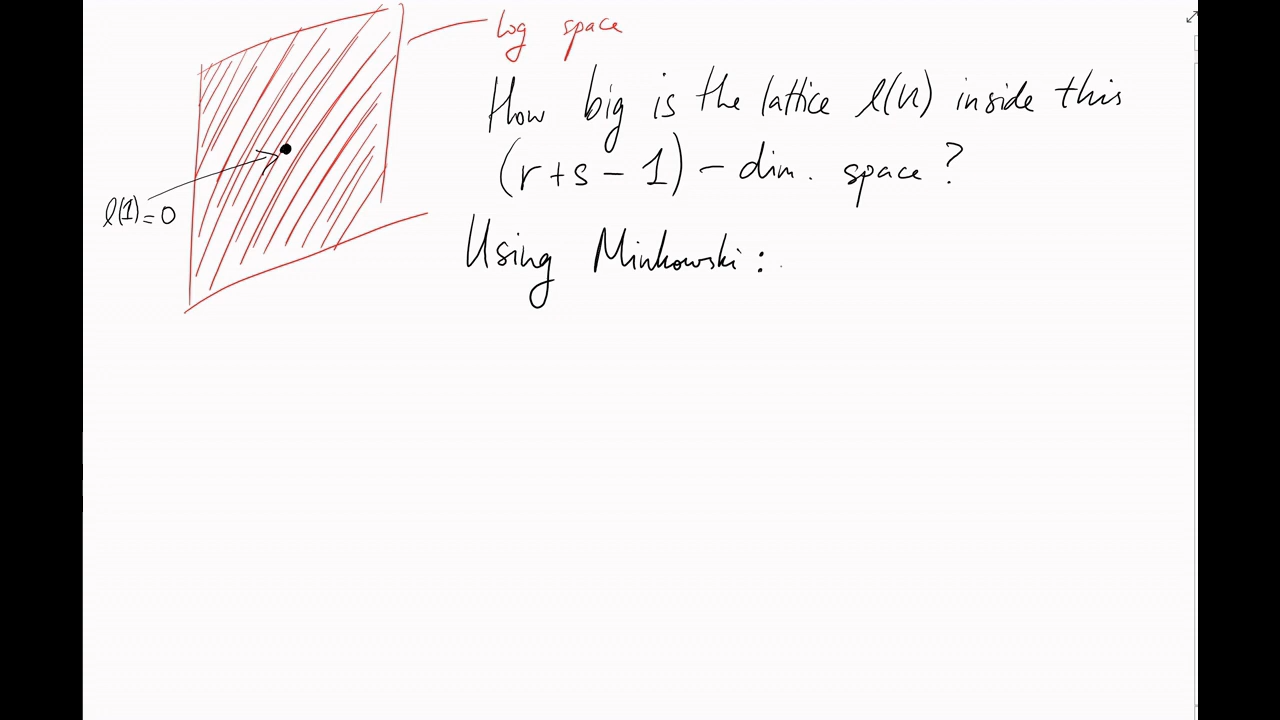 log space
How big is the lattice l(U) inside this
(r+s-1)-dim. space?
l(1)=0
Using Minkowski: